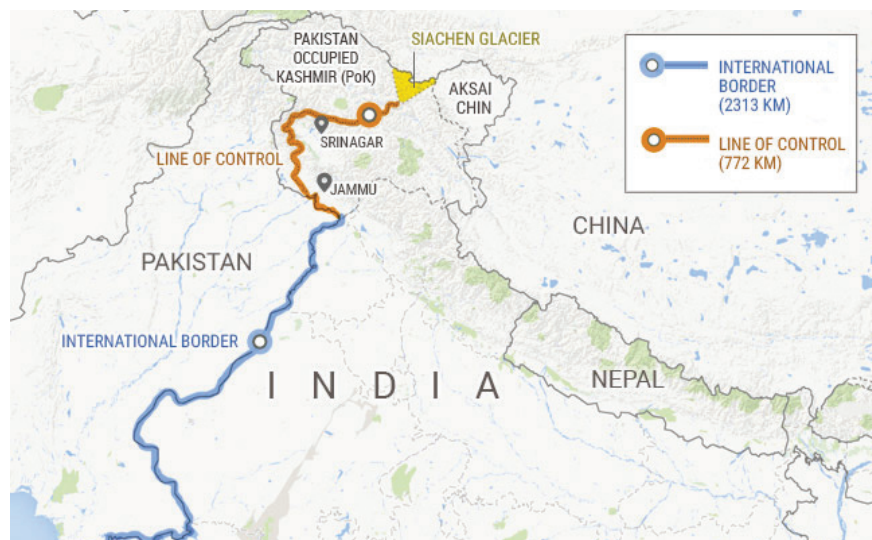 PAKISTAN
OCCUPIED
KASHMIR (PoK)
SIACHEN GLACIER
AKSAI
CHIN
INTERNATIONAL
BORDER
(2313 KM)
LINE OF CONTROL
(772 KM)
SRINAGAR
LINE OF CONTROL
JAMMU
CHINA
PAKISTAN
INTERNATIONAL BORDER
INDIA
NEPAL